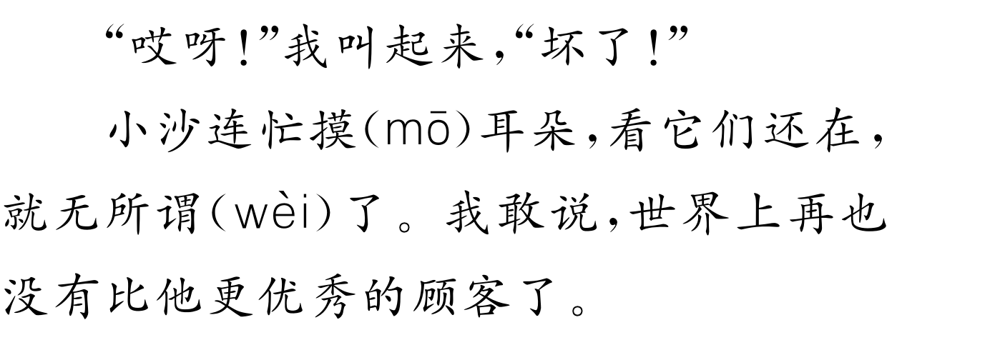 “哎呀！”我叫起来，“坏了！”
小沙连忙摸(mō)耳朵，看它们还在，
就无所谓(wèi)了。我敢说，世界上再也
没有比他更优秀的顾客了。